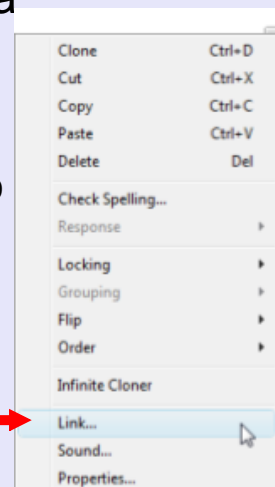 Clone Ctrl+D
Cut Ctrl+X
Copy Ctrl+C
Paste Ctrl+V
Delete Del
Check Spelling...
Response
Locking
Grouping
Flip
Order
Infinite Cloner
Link...
Sound...
Properties...